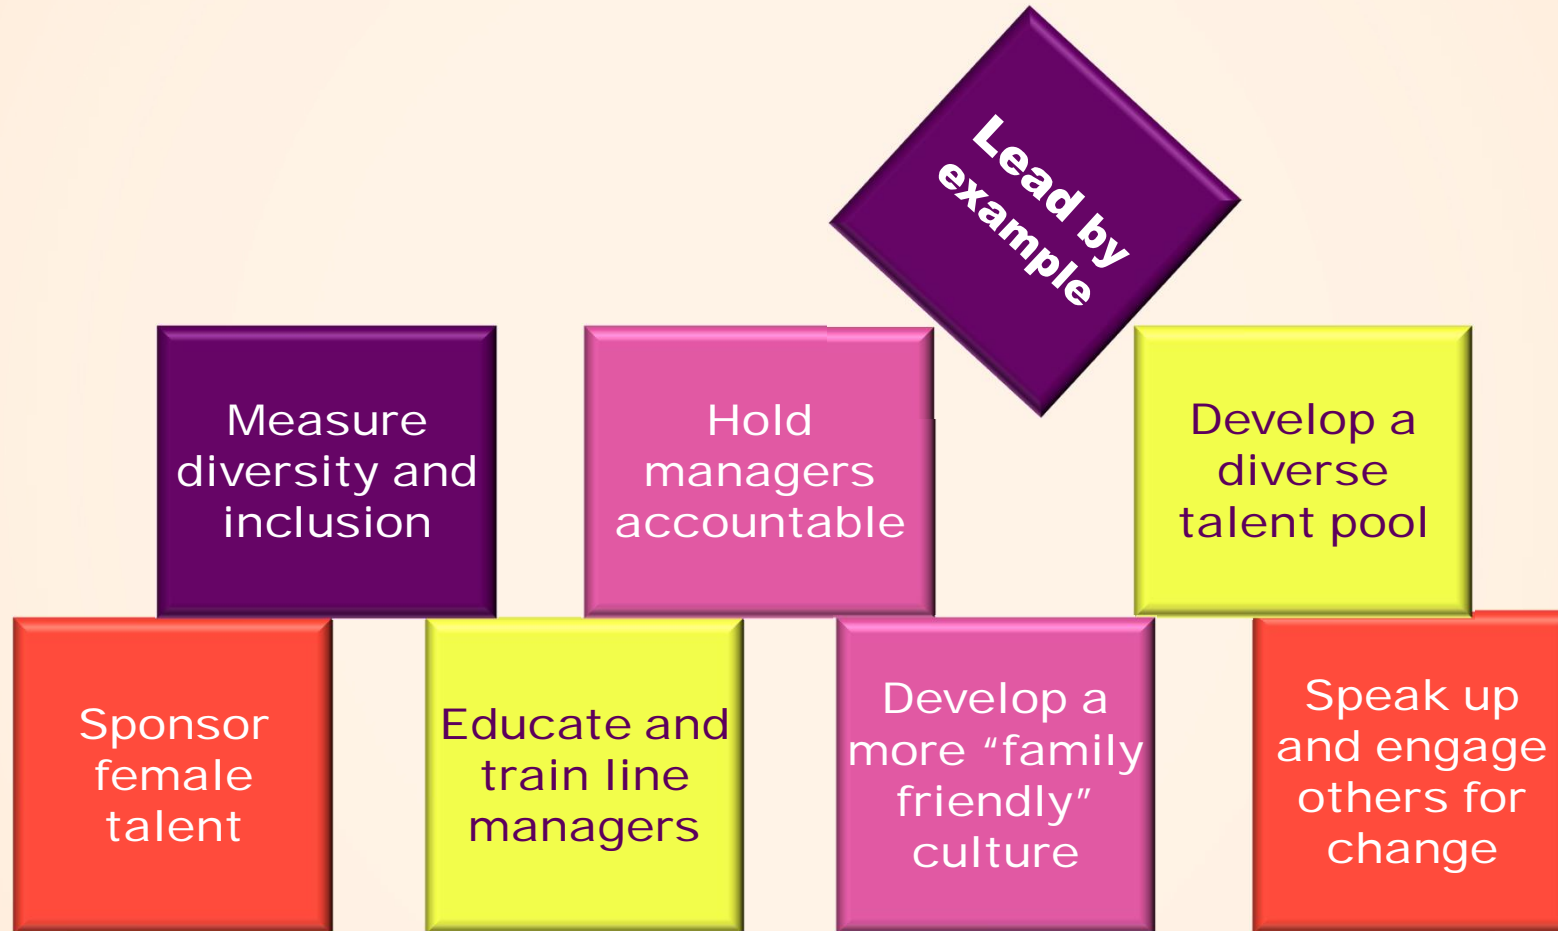 Lead by
example
Measure
diversity and
inclusion
Hold
managers
accountable
Develop a
diverse
talent pool
Sponsor
female
talent
Educate and
train line
managers
Develop a
more “family
friendly”
culture
Speak up
and engage
others for
change